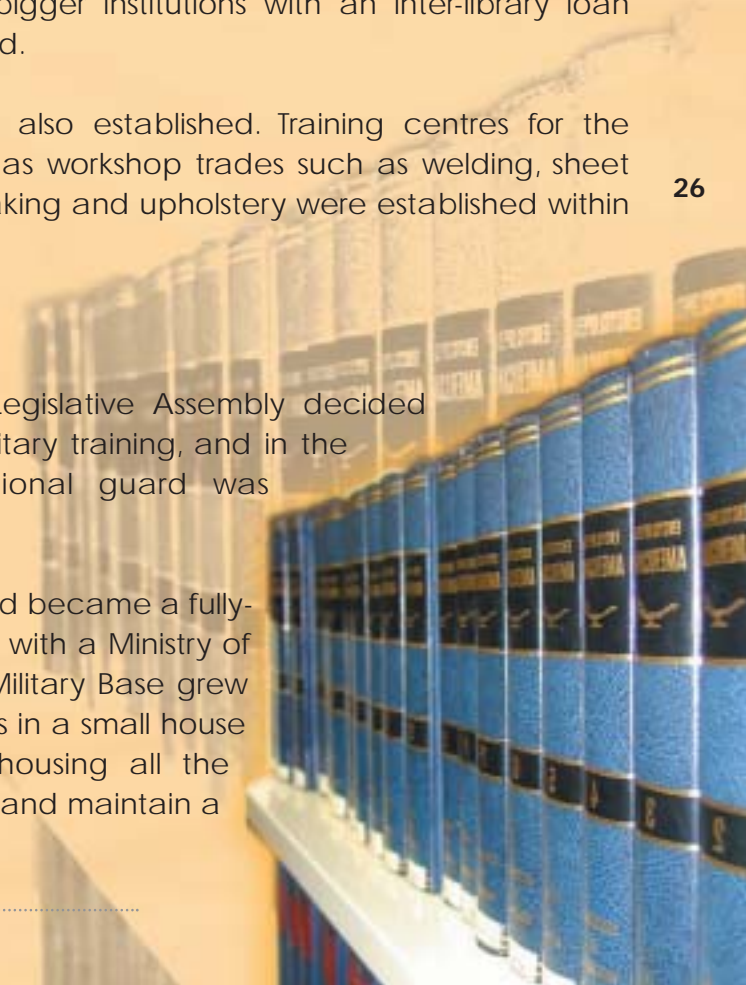 bigger institutions with an inter-library loan
d.
also established. Training centres for the
as workshop trades such as welding, sheet
aking and upholstery were established within
26
Legislative Assembly decided
itary training, and in the
ional guard was
d became a fully-
with a Ministry of
Military Base grew
s in a small house
housing all the
and maintain a